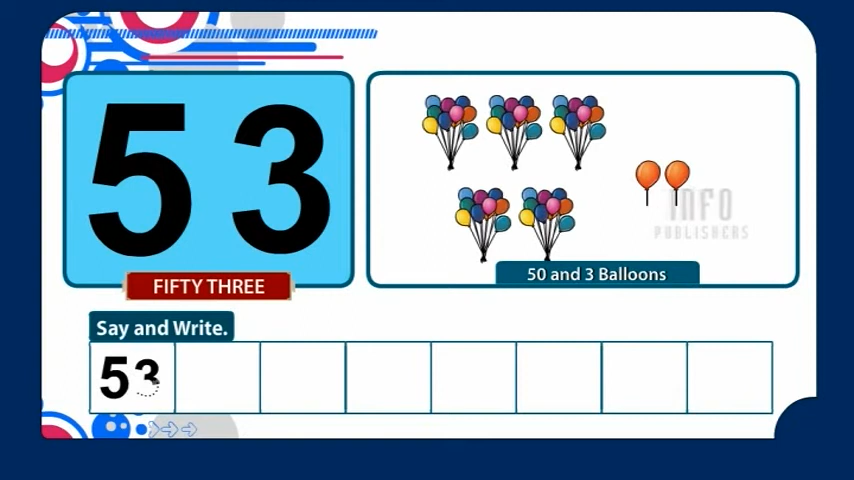 53
FIFTY THREE
INFO
PUBLISHERS
50 and 3 Balloons
Say and Write.
53